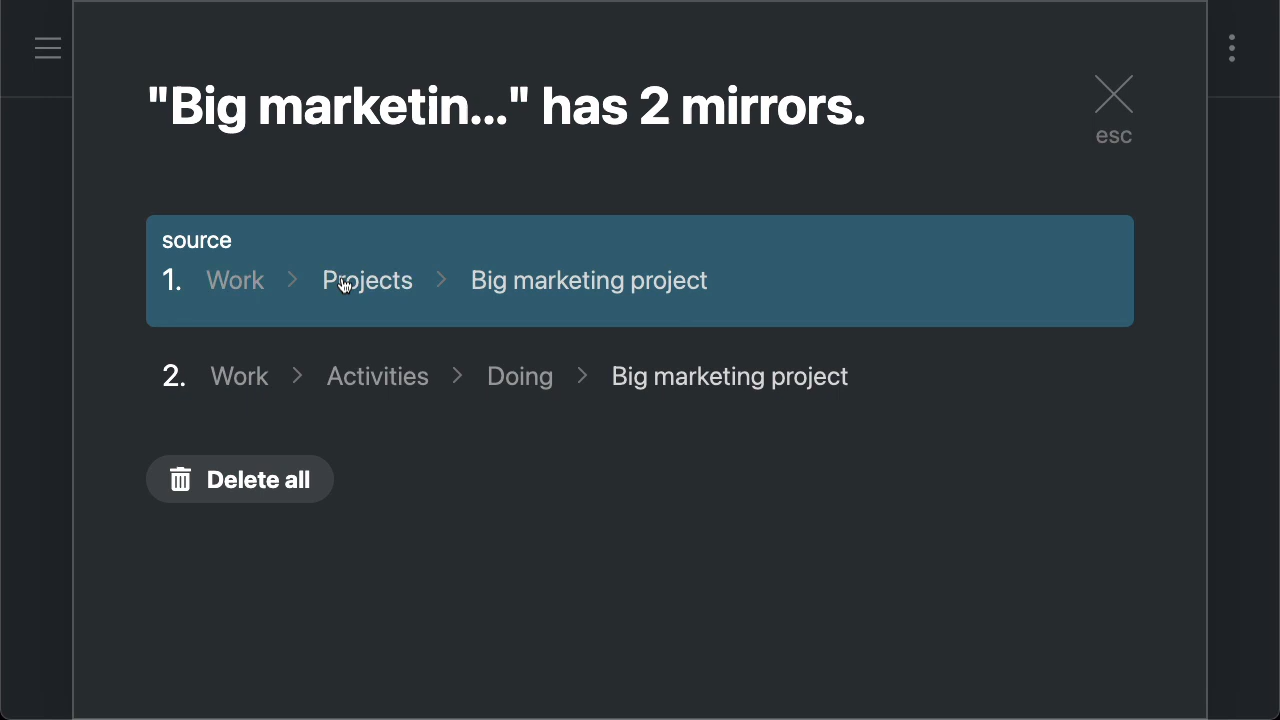 "Big marketin..." has 2 mirrors.
esc
source
1. Work > Projects > Big marketing project
2. Work > Activities > Doing > Big marketing project
Delete all